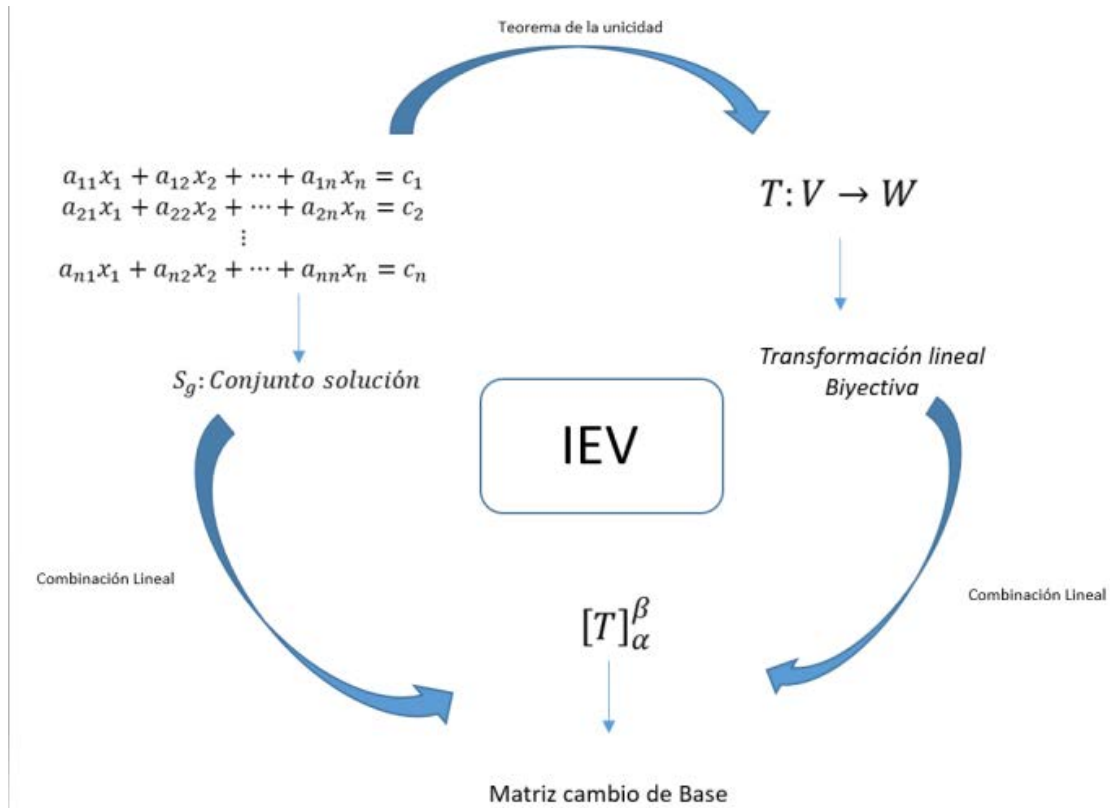 Teorema de la unicidad
a₁₁x₁ + a₁₂x₂ + ⋯ + a₁ₙxₙ = c₁
a₂₁x₁ + a₂₂x₂ + ⋯ + a₂ₙxₙ = c₂
⋮
aₙ₁x₁ + aₙ₂x₂ + ⋯ + aₙₙxₙ = cₙ
T: V → W
S_g: Conjunto solución
Transformación lineal
Biyectiva
IEV
Combinación Lineal
Combinación Lineal
[T]_α^β
Matriz cambio de Base